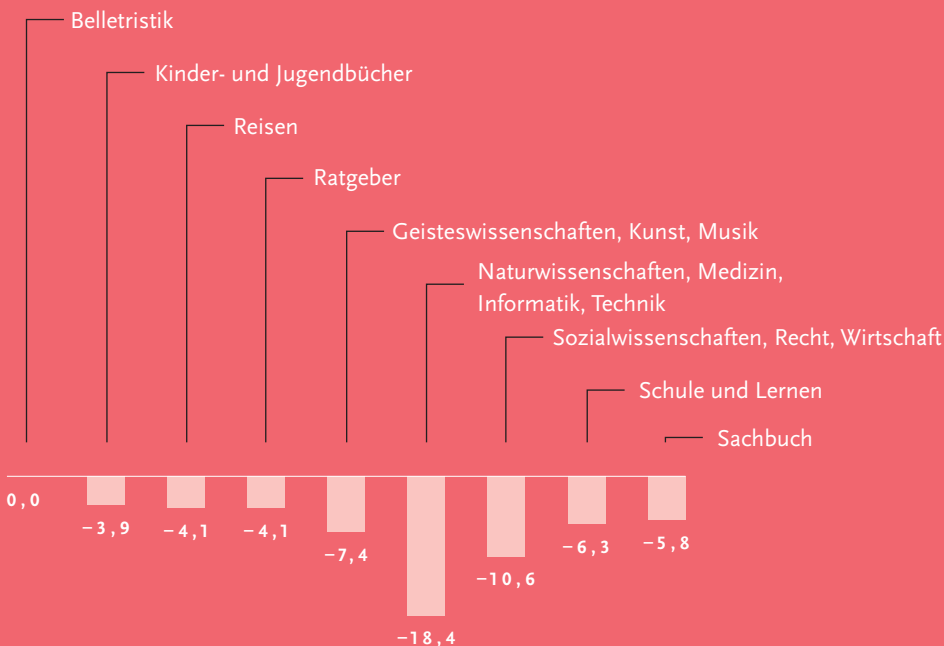 Belletristik
Kinder- und Jugendbücher
Reisen
Ratgeber
Geisteswissenschaften, Kunst, Musik
Naturwissenschaften, Medizin,
Informatik, Technik
Sozialwissenschaften, Recht, Wirtschaft
Schule und Lernen
Sachbuch
0,0
−3,9
−4,1
−4,1
−7,4
−18,4
−10,6
−6,3
−5,8